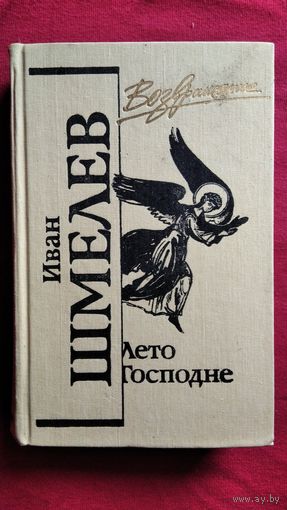 Возвращение
Иван
ШМЕЛЕВ
Лето
Господне
www.ay.by